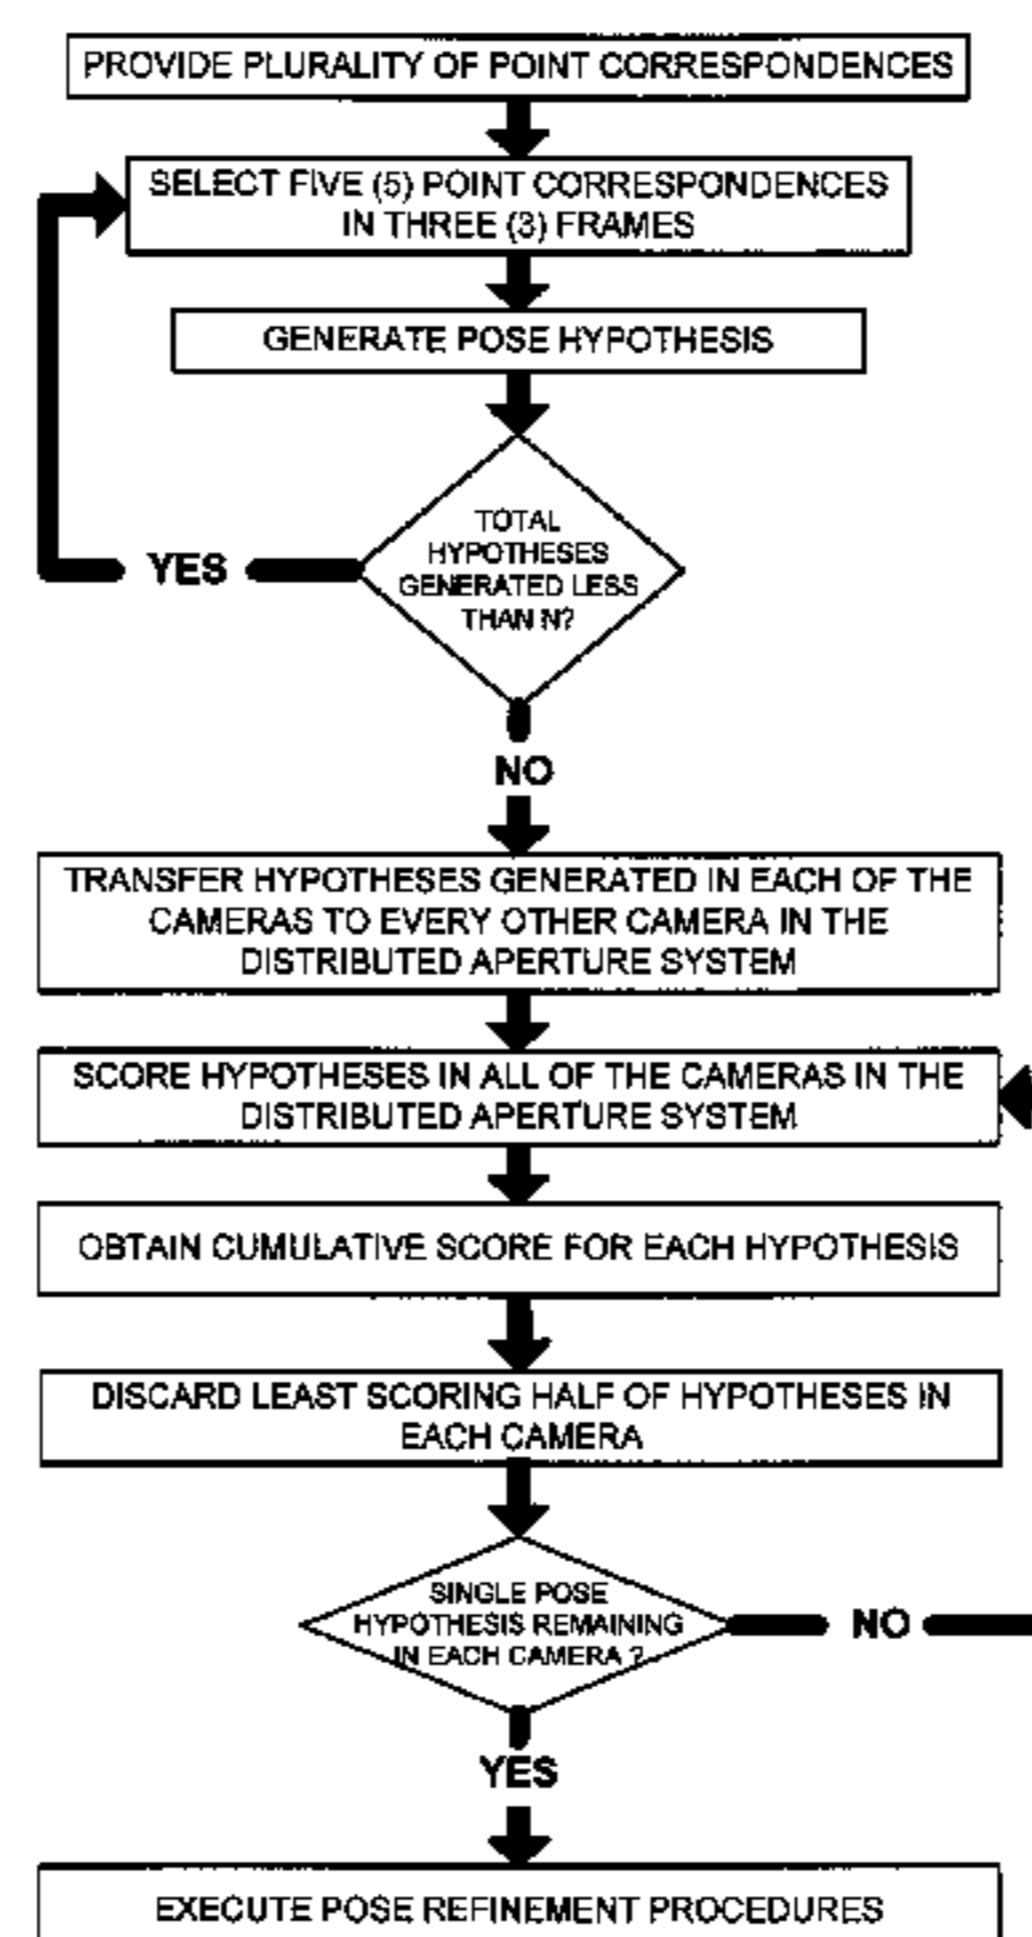 PROVIDE PLURALITY OF POINT CORRESPONDENCES
SELECT FIVE (5) POINT CORRESPONDENCES
IN THREE (3) FRAMES
GENERATE POSE HYPOTHESIS
TOTAL
HYPOTHESES
GENERATED LESS
THAN N?
YES
NO
TRANSFER HYPOTHESES GENERATED IN EACH OF THE
CAMERAS TO EVERY OTHER CAMERA IN THE
DISTRIBUTED APERTURE SYSTEM
SCORE HYPOTHESES IN ALL OF THE CAMERAS IN THE
DISTRIBUTED APERTURE SYSTEM
OBTAIN CUMULATIVE SCORE FOR EACH HYPOTHESIS
DISCARD LEAST SCORING HALF OF HYPOTHESES IN
EACH CAMERA
SINGLE POSE
HYPOTHESIS REMAINING
IN EACH CAMERA ?
NO
YES
EXECUTE POSE REFINEMENT PROCEDURES